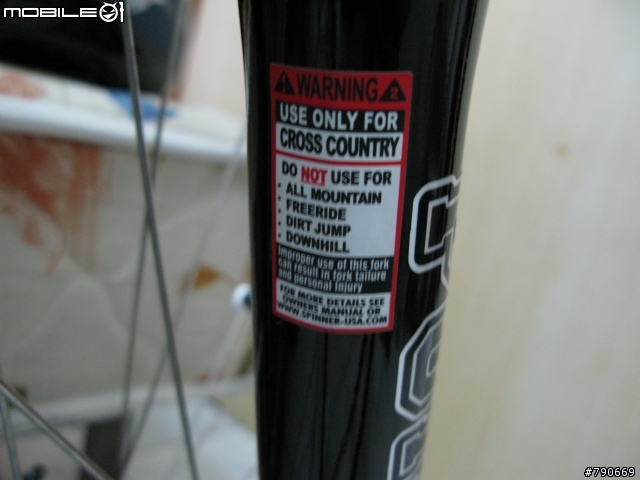 MOBILE01
WARNING 2
USE ONLY FOR
CROSS COUNTRY
DO NOT USE FOR
· ALL MOUNTAIN
· FREERIDE
· DIRT JUMP
· DOWNHILL
Improper use of this fork
can result in fork failure
and personal injury
FOR MORE DETAILS SEE
OWNERS MANUAL OR
WWW.SPINNER-USA.COM
#790669